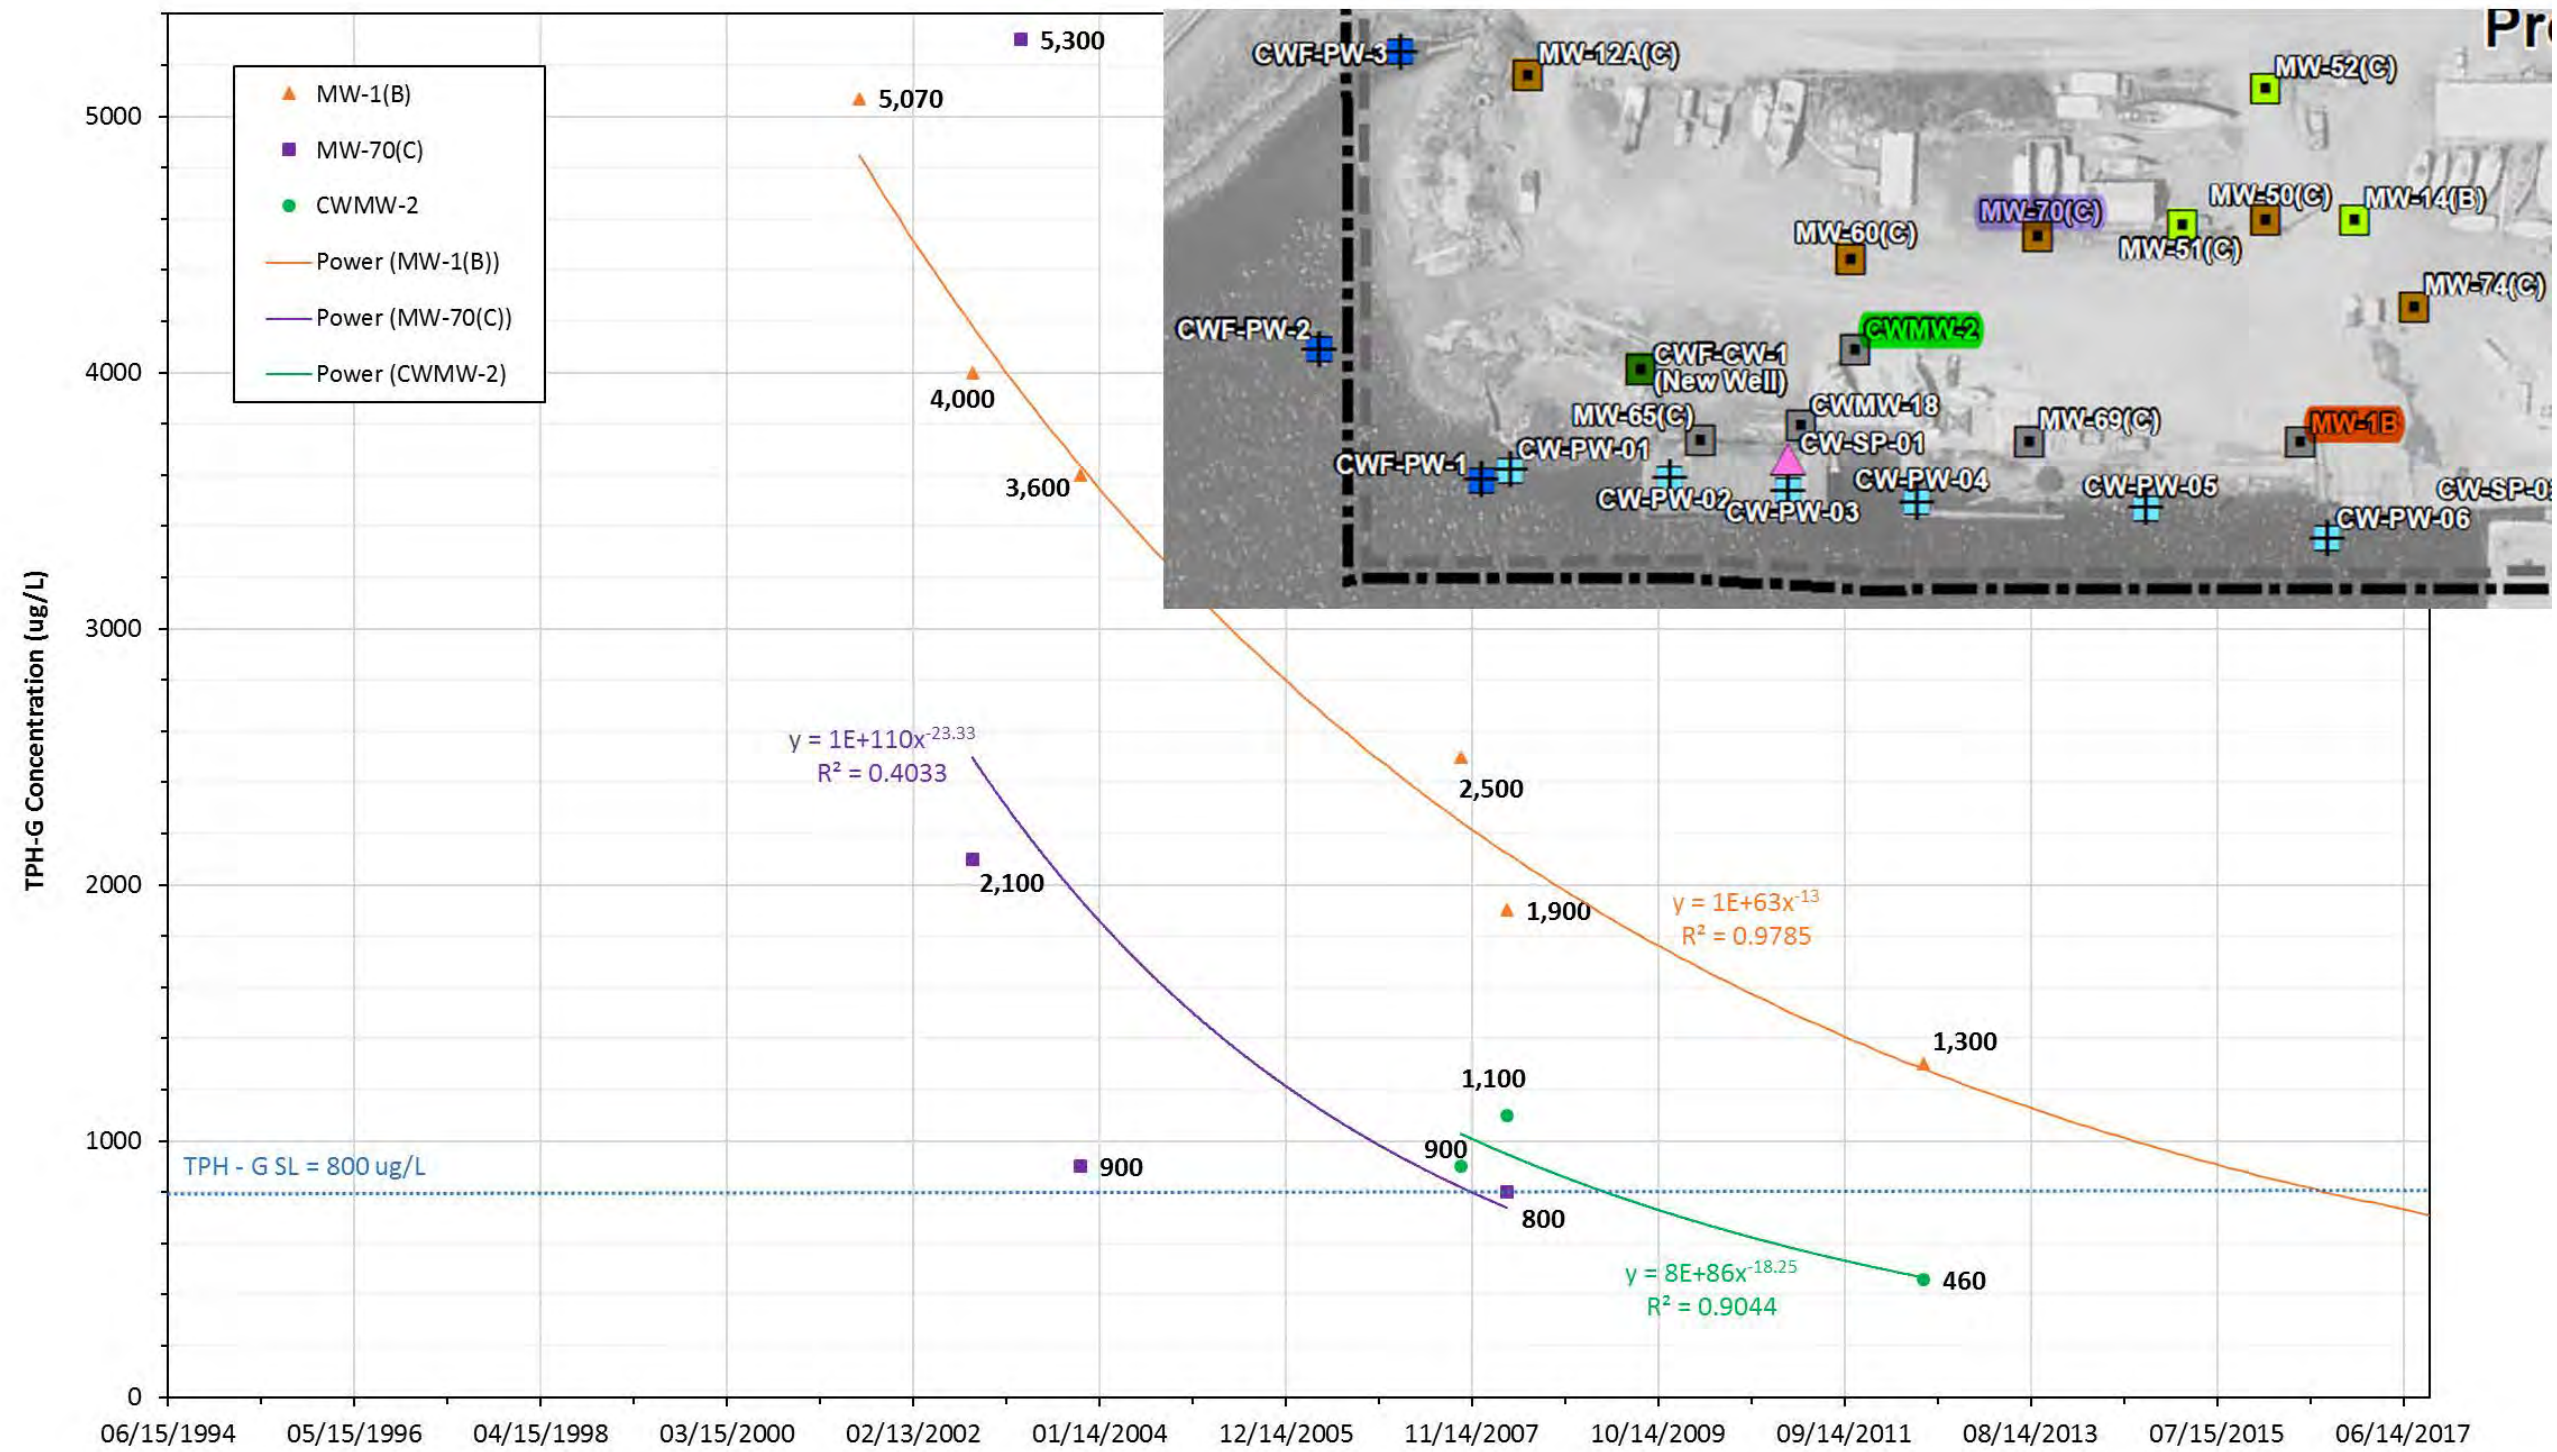 TPH-G Concentration (ug/L)
5000
4000
3000
2000
1000
0
06/15/1994
05/15/1996
04/15/1998
03/15/2000
02/13/2002
01/14/2004
12/14/2005
11/14/2007
10/14/2009
09/14/2011
08/14/2013
07/15/2015
06/14/2017
MW-1(B)
MW-70(C)
CWMW-2
Power (MW-1(B))
Power (MW-70(C))
Power (CWMW-2)
5,300
5,070
4,000
3,600
y = 1E+110x^-23.33
R² = 0.4033
2,100
2,500
1,900
y = 1E+63x^-13
R² = 0.9785
1,300
1,100
900
900
TPH - G SL = 800 ug/L
800
y = 8E+86x^-18.25
R² = 0.9044
460
CWF-PW-3
MW-12A(C)
MW-52(C)
MW-70(C)
MW-50(C)
MW-14(B)
MW-60(C)
MW-51(C)
MW-74(C)
CWF-PW-2
CWMW-2
CWF-CW-1
(New Well)
MW-65(C)
CWMW-18
MW-69(C)
MW-1B
CW-SP-01
CWF-PW-1
CW-PW-01
CW-PW-02
CW-PW-03
CW-PW-04
CW-PW-05
CW-PW-06